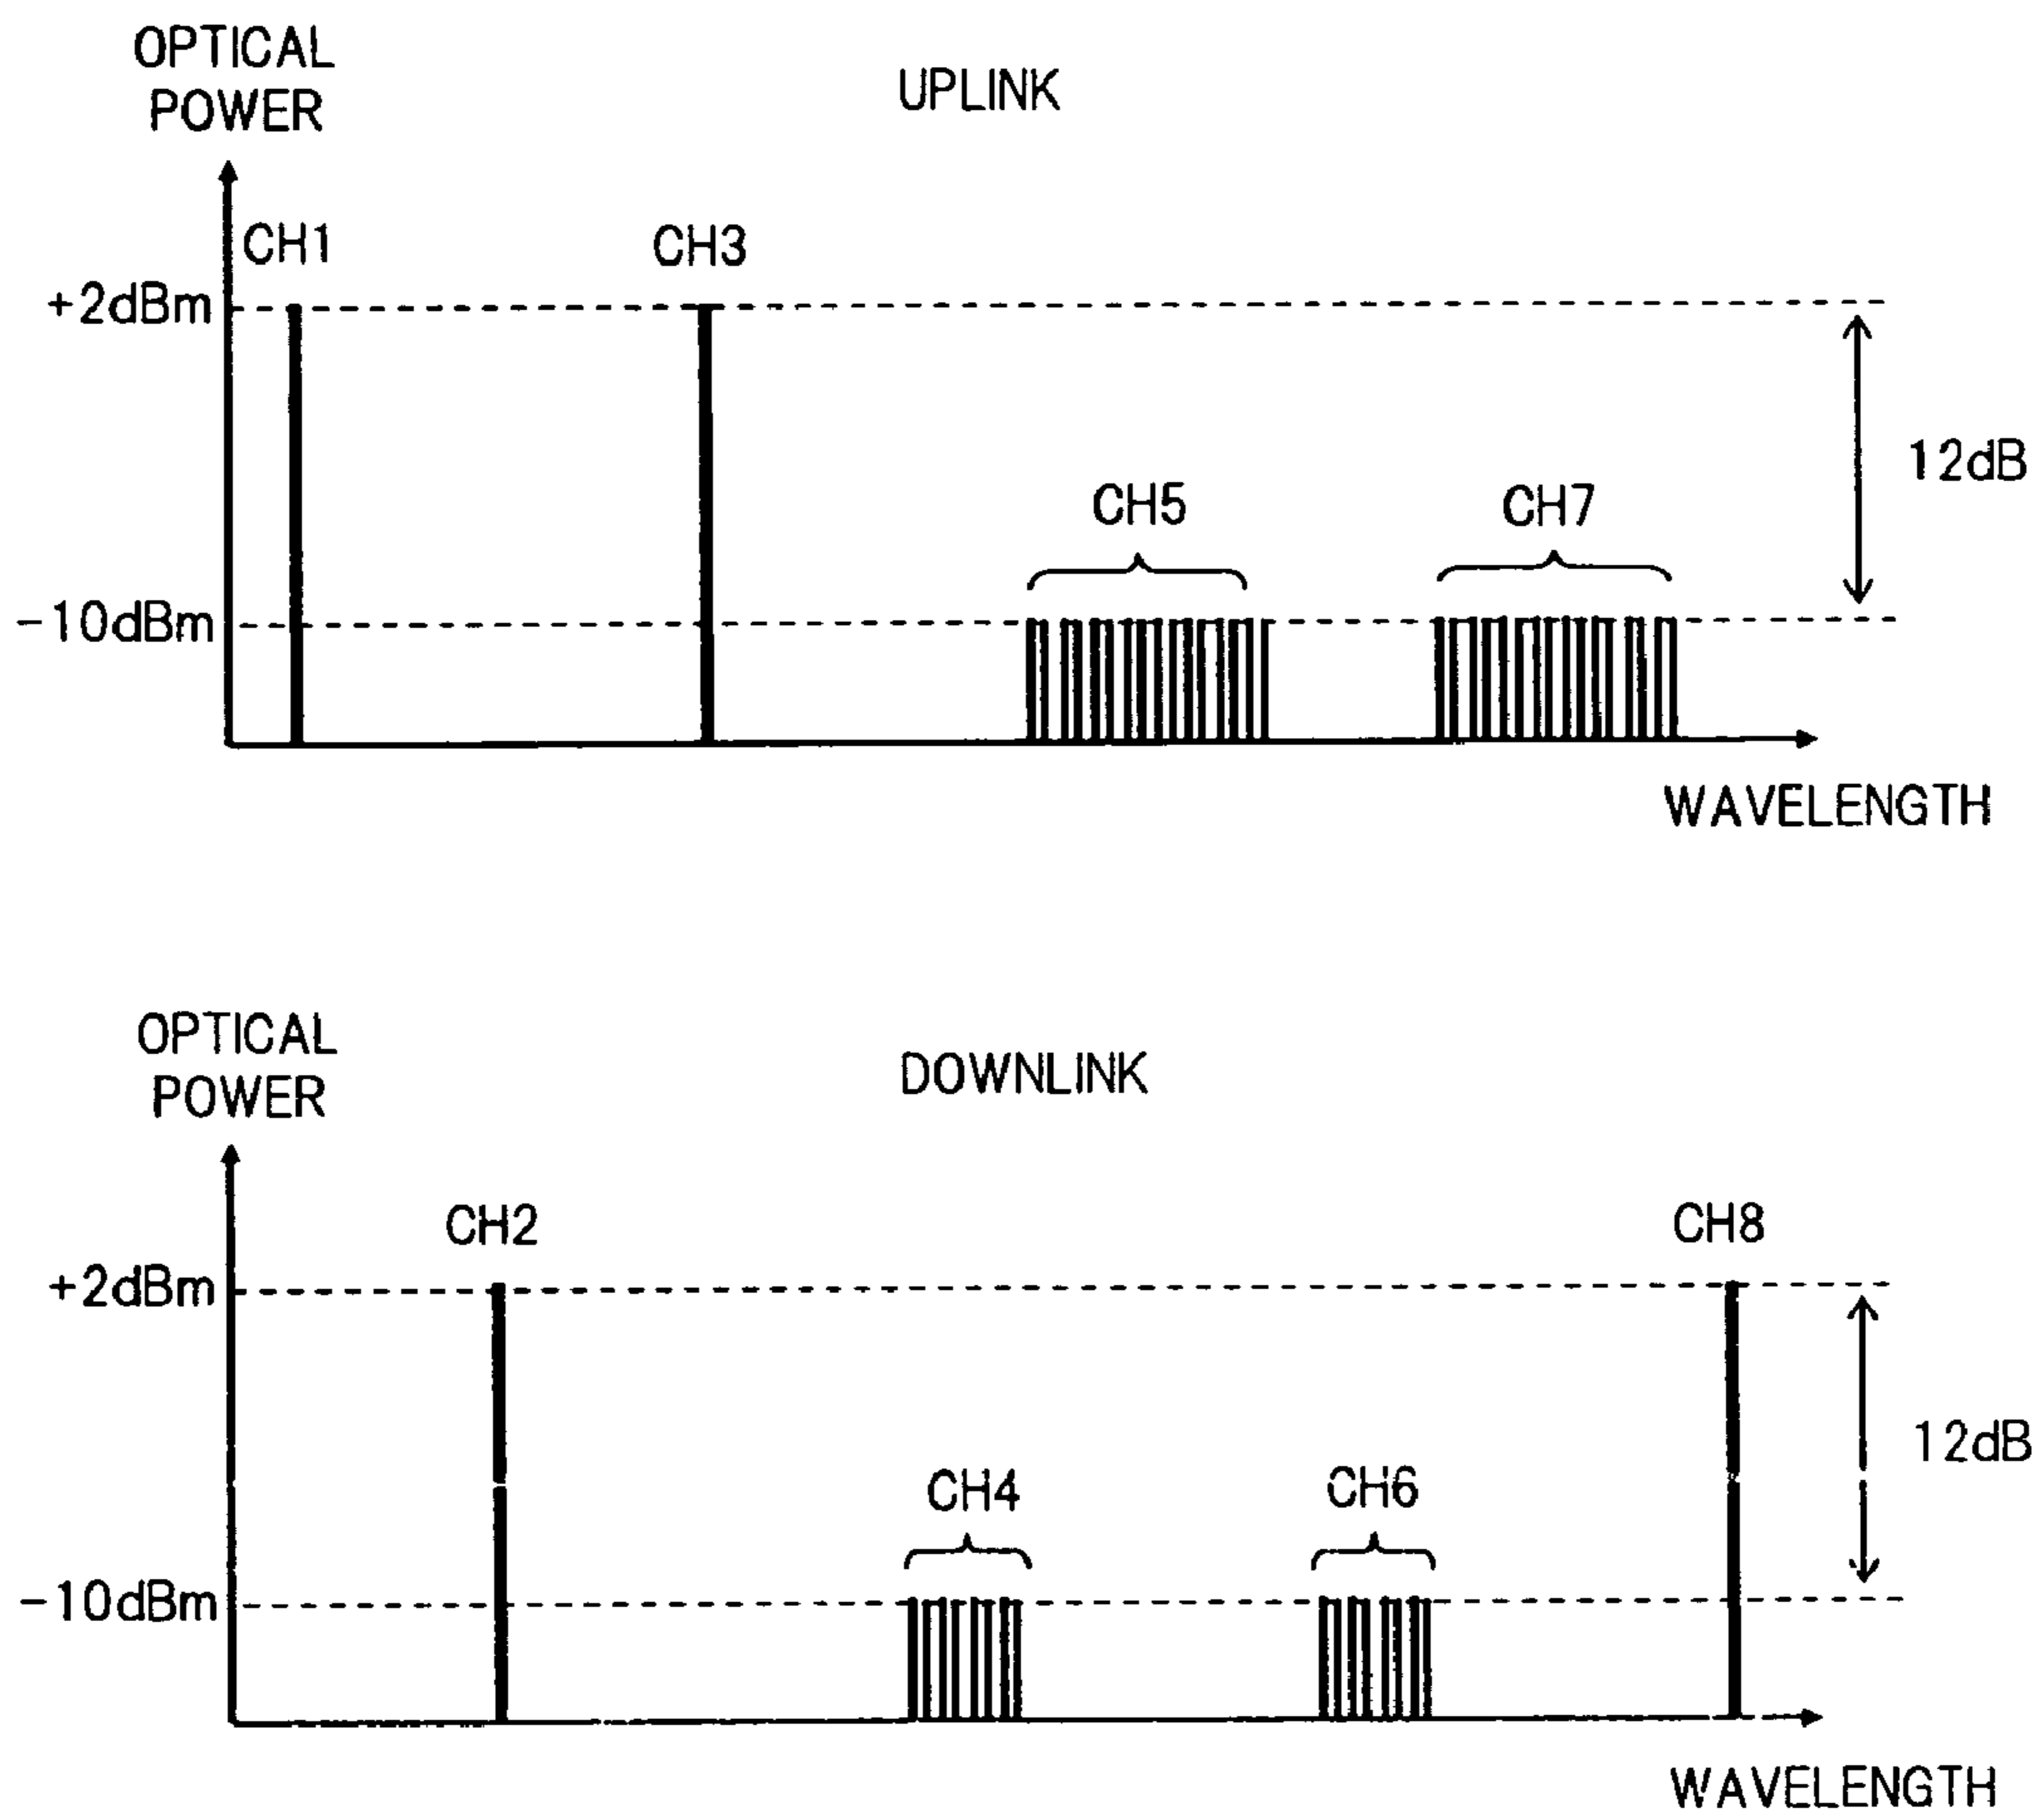 OPTICAL
POWER
UPLINK
CH1
CH3
+2dBm
12dB
CH5
CH7
-10dBm
WAVELENGTH
OPTICAL
POWER
DOWNLINK
CH2
CH8
+2dBm
12dB
CH4
CH6
-10dBm
WAVELENGTH